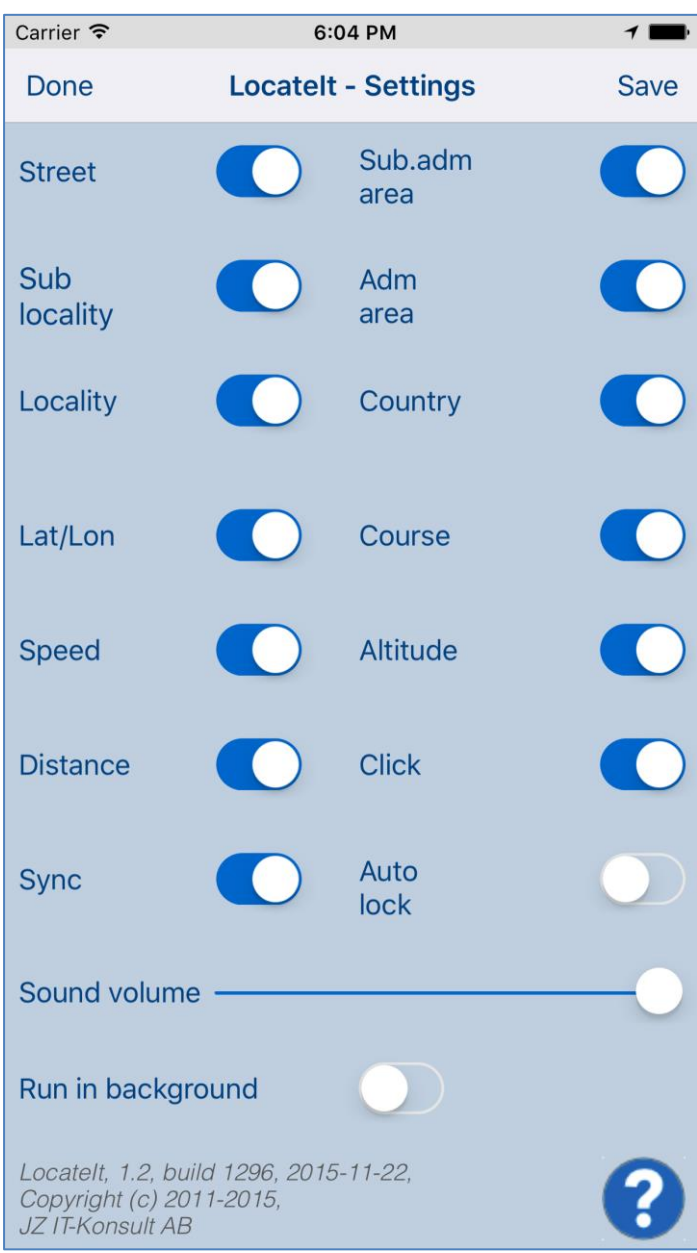 Carrier 6:04 PM
Done LocateIt - Settings Save
Street Sub.adm
area
Sub
locality Adm
area
Locality Country
Lat/Lon Course
Speed Altitude
Distance Click
Sync Auto
lock
Sound volume
Run in background
LocateIt, 1.2, build 1296, 2015-11-22,
Copyright (c) 2011-2015,
JZ IT-Konsult AB
?